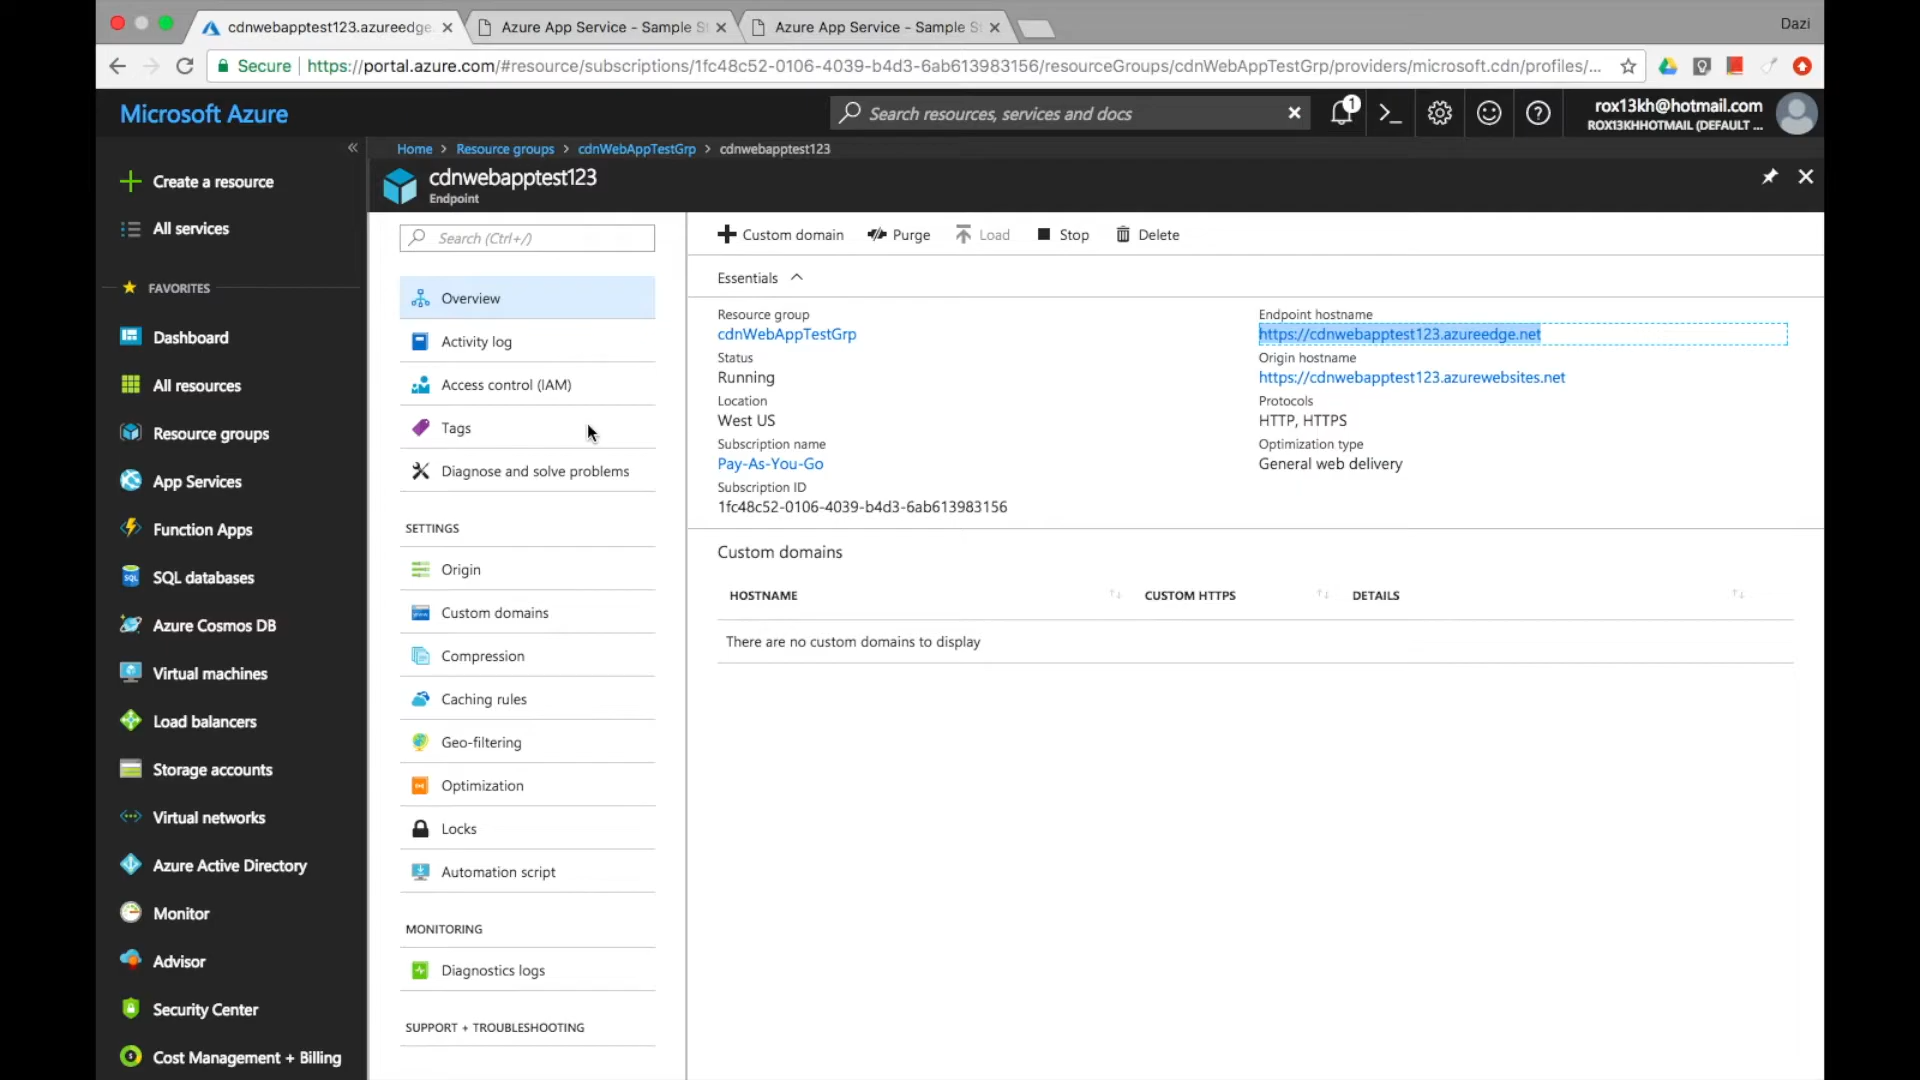 cdnwebapptest123.azureedge.
Azure App Service - Sample S
Azure App Service - Sample S
Dazi
Secure
https://portal.azure.com/#resource/subscriptions/1fc48c52-0106-4039-b4d3-6ab613983156/resourceGroups/cdnWebAppTestGrp/providers/microsoft.cdn/profiles/...
Microsoft Azure
Search resources, services and docs
1
rox13kh@hotmail.com
ROX13KHHOTMAIL (DEFAULT ...
Home > Resource groups > cdnWebAppTestGrp > cdnwebapptest123
cdnwebapptest123
Endpoint
Create a resource
All services
FAVORITES
Dashboard
All resources
Resource groups
App Services
Function Apps
SQL databases
Azure Cosmos DB
Virtual machines
Load balancers
Storage accounts
Virtual networks
Azure Active Directory
Monitor
Advisor
Security Center
Cost Management + Billing
Search (Ctrl+/)
Overview
Activity log
Access control (IAM)
Tags
Diagnose and solve problems
SETTINGS
Origin
Custom domains
Compression
Caching rules
Geo-filtering
Optimization
Locks
Automation script
MONITORING
Diagnostics logs
SUPPORT + TROUBLESHOOTING
Custom domain
Purge
Load
Stop
Delete
Essentials
Resource group
cdnWebAppTestGrp
Status
Running
Location
West US
Subscription name
Pay-As-You-Go
Subscription ID
1fc48c52-0106-4039-b4d3-6ab613983156
Endpoint hostname
https://cdnwebapptest123.azureedge.net
Origin hostname
https://cdnwebapptest123.azurewebsites.net
Protocols
HTTP, HTTPS
Optimization type
General web delivery
Custom domains
HOSTNAME
CUSTOM HTTPS
DETAILS
There are no custom domains to display